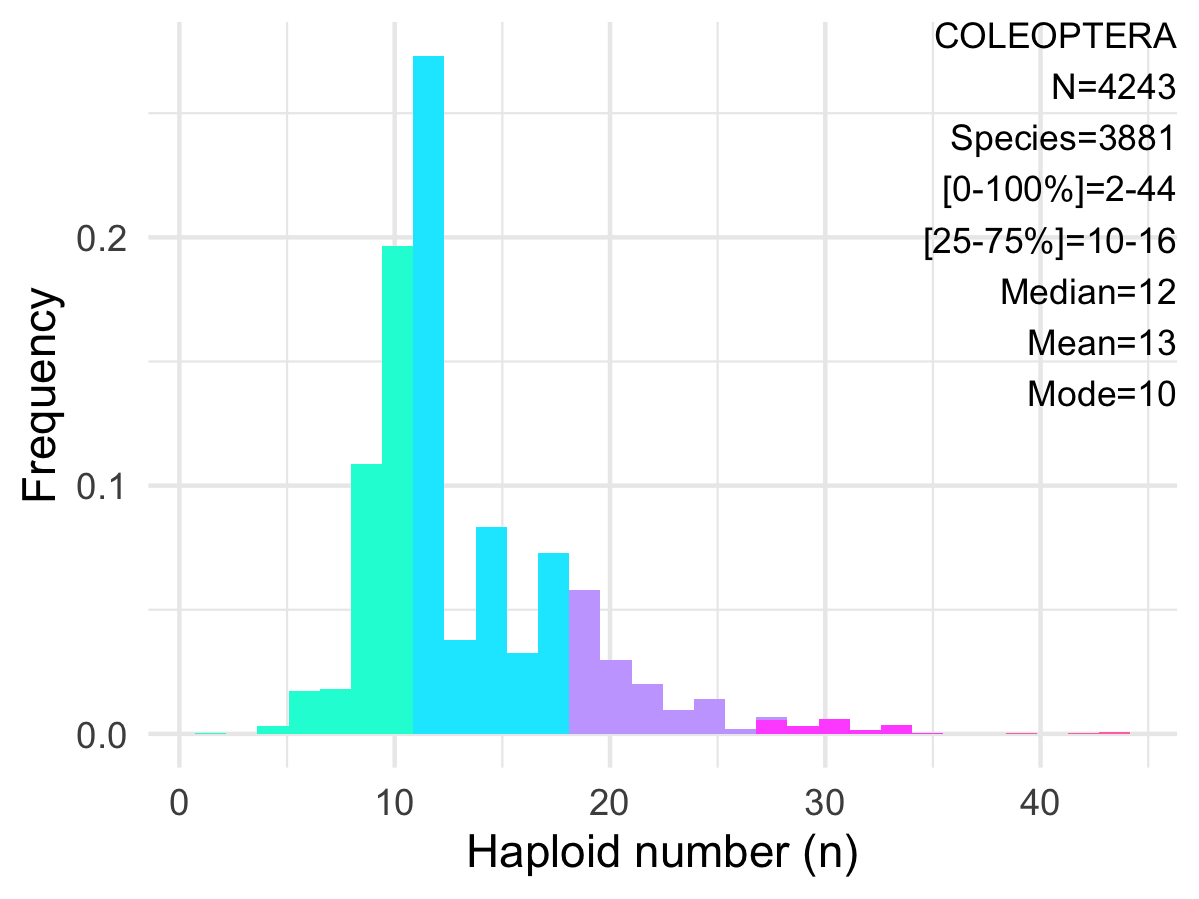 COLEOPTERA
N=4243
Species=3881
[0-100%]=2-44
[25-75%]=10-16
Median=12
Mean=13
Mode=10
Frequency
0.2
0.1
0.0
0 10 20 30 40
Haploid number (n)